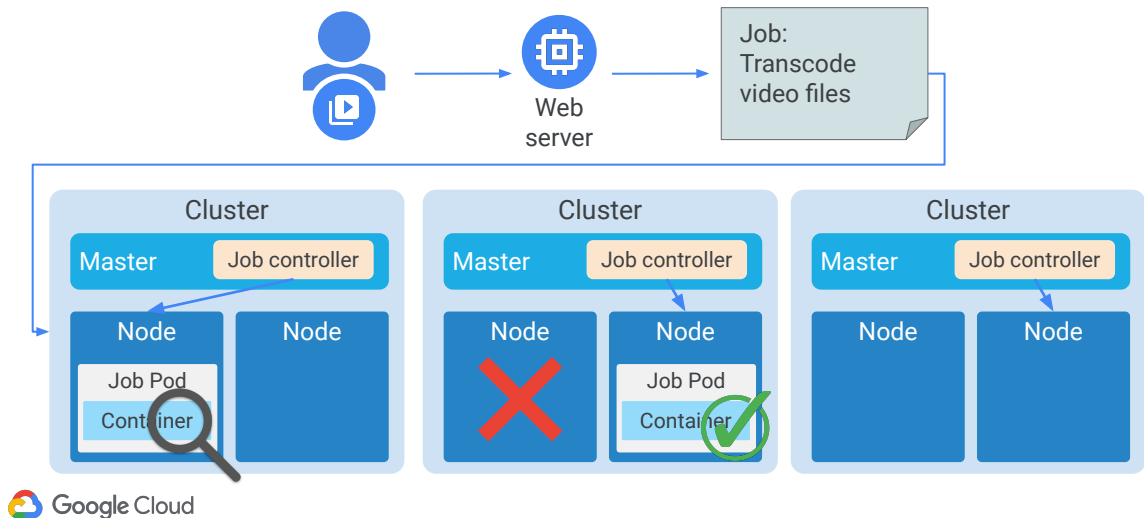 Job:
Transcode
video files
Web
server
Cluster
Master
Job controller
Node
Node
Job Pod
Container
Cluster
Master
Job controller
Node
Node
Job Pod
Container
Cluster
Master
Job controller
Node
Node
Google Cloud